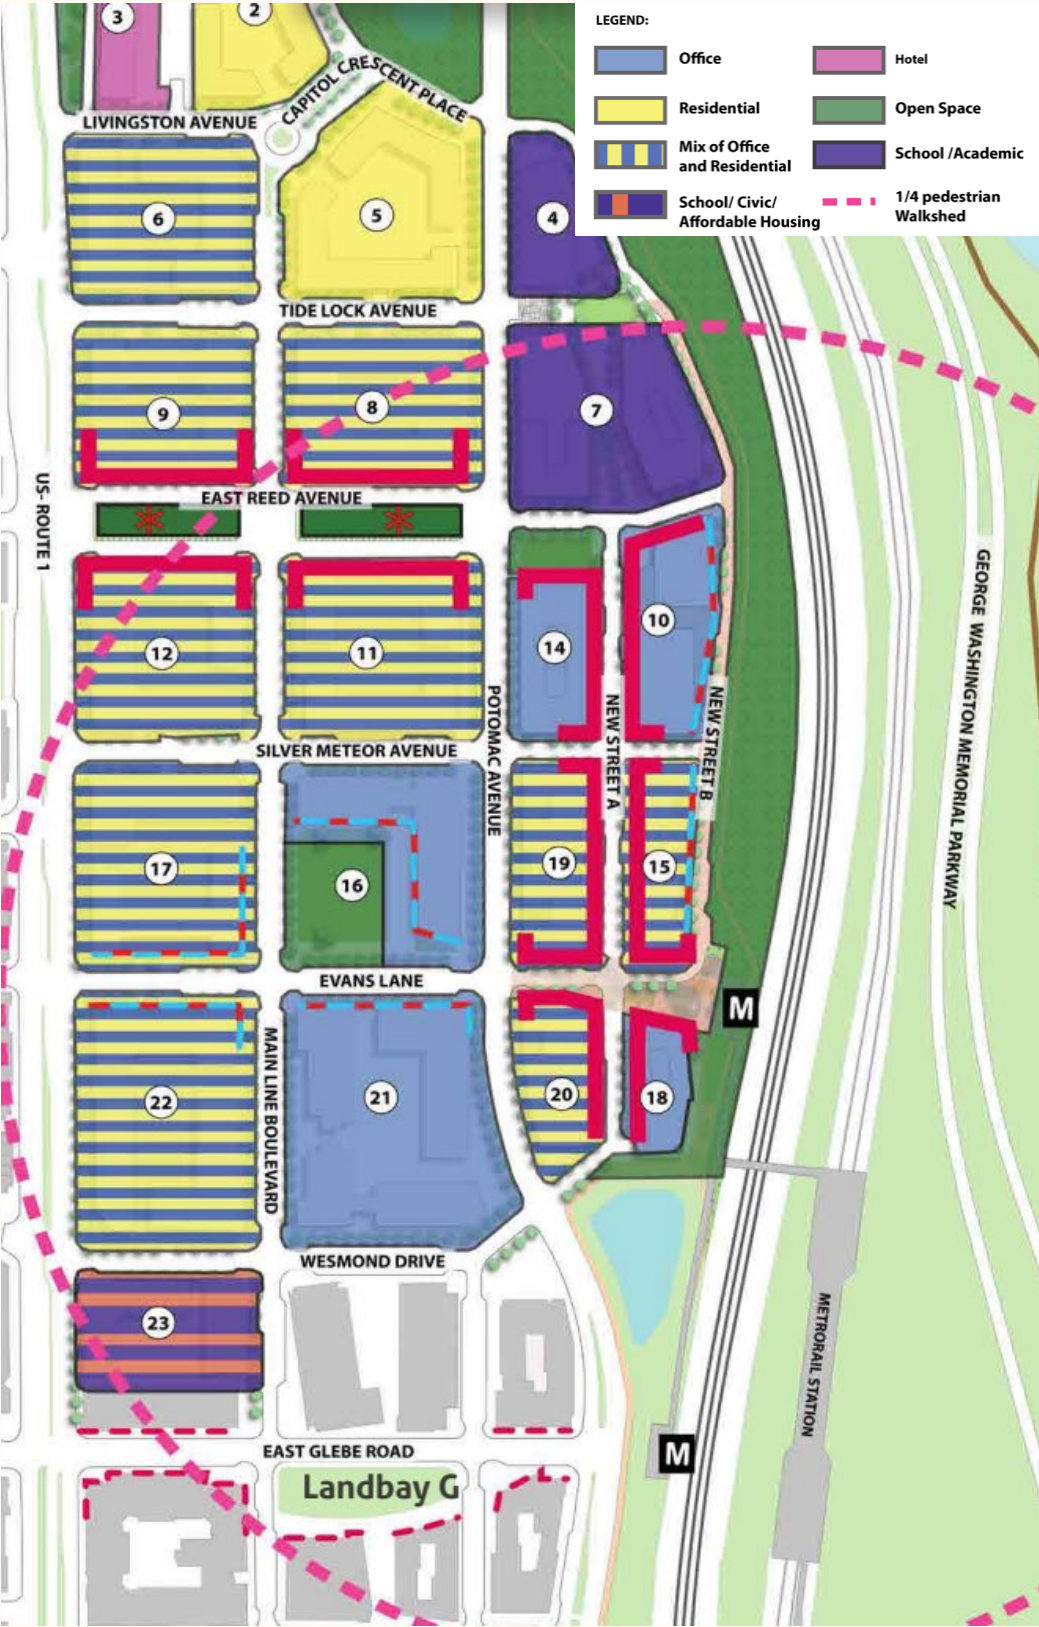 LEGEND:
Office
Hotel
Residential
Open Space
Mix of Office
and Residential
School /Academic
School/ Civic/
Affordable Housing
1/4 pedestrian
Walkshed
3
2
CAPITOL CRESCENT PLACE
LIVINGSTON AVENUE
6
5
4
TIDE LOCK AVENUE
9
8
7
US- ROUTE 1
EAST REED AVENUE
GEORGE WASHINGTON MEMORIAL PARKWAY
12
11
14
10
POTOMAC AVENUE
NEW STREET A
NEW STREET B
SILVER METEOR AVENUE
17
16
19
15
EVANS LANE
M
MAIN LINE BOULEVARD
22
21
20
18
WESMOND DRIVE
23
METRORAIL STATION
EAST GLEBE ROAD
M
Landbay G